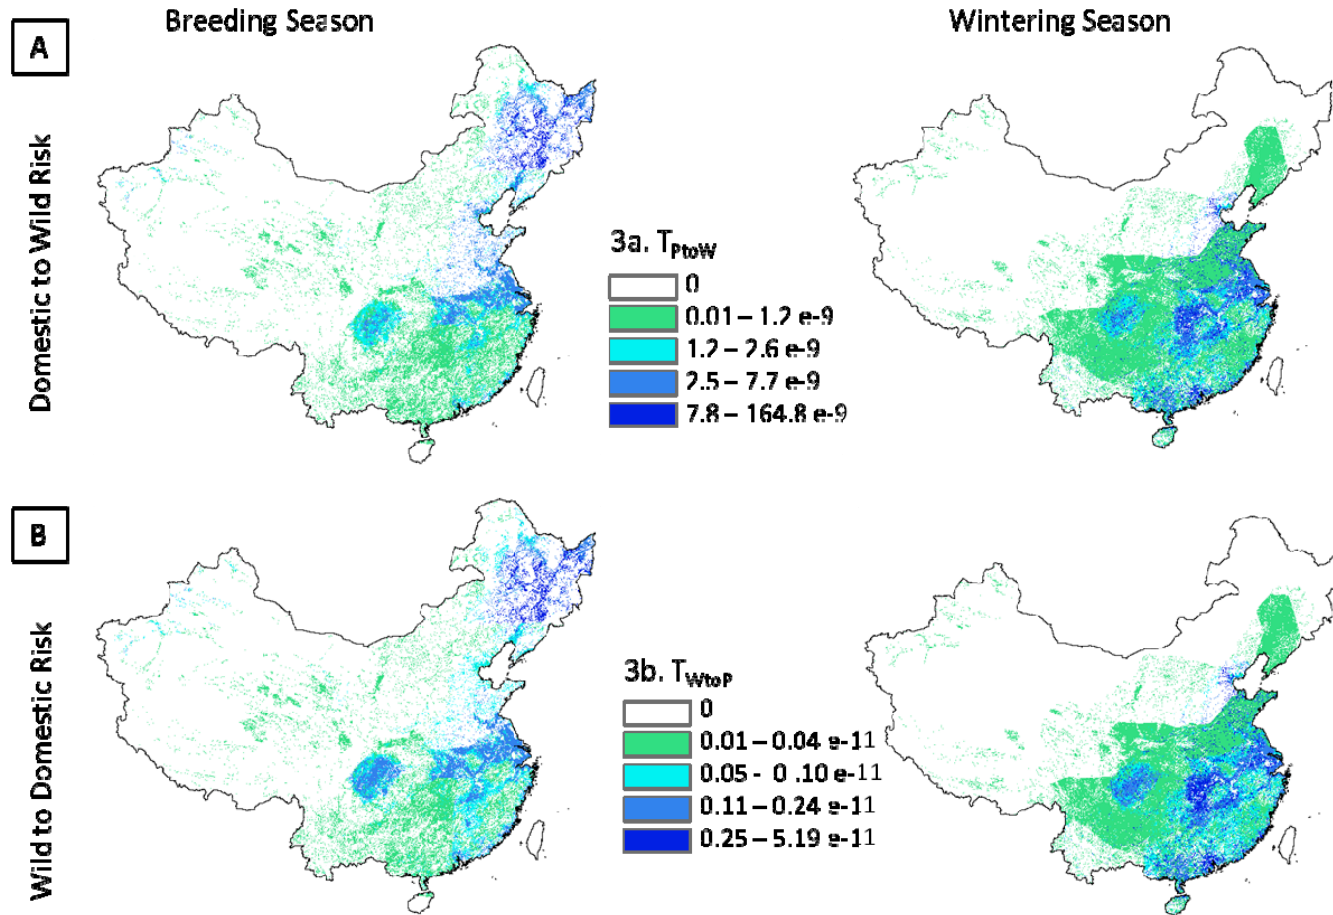 Breeding Season
Wintering Season
A
Domestic to Wild Risk
3a. TPtoW
0
0.01 – 1.2 e-9
1.2 – 2.6 e-9
2.5 – 7.7 e-9
7.8 – 164.8 e-9
B
Wild to Domestic Risk
3b. TWtoP
0
0.01 – 0.04 e-11
0.05 - 0 .10 e-11
0.11 – 0.24 e-11
0.25 – 5.19 e-11